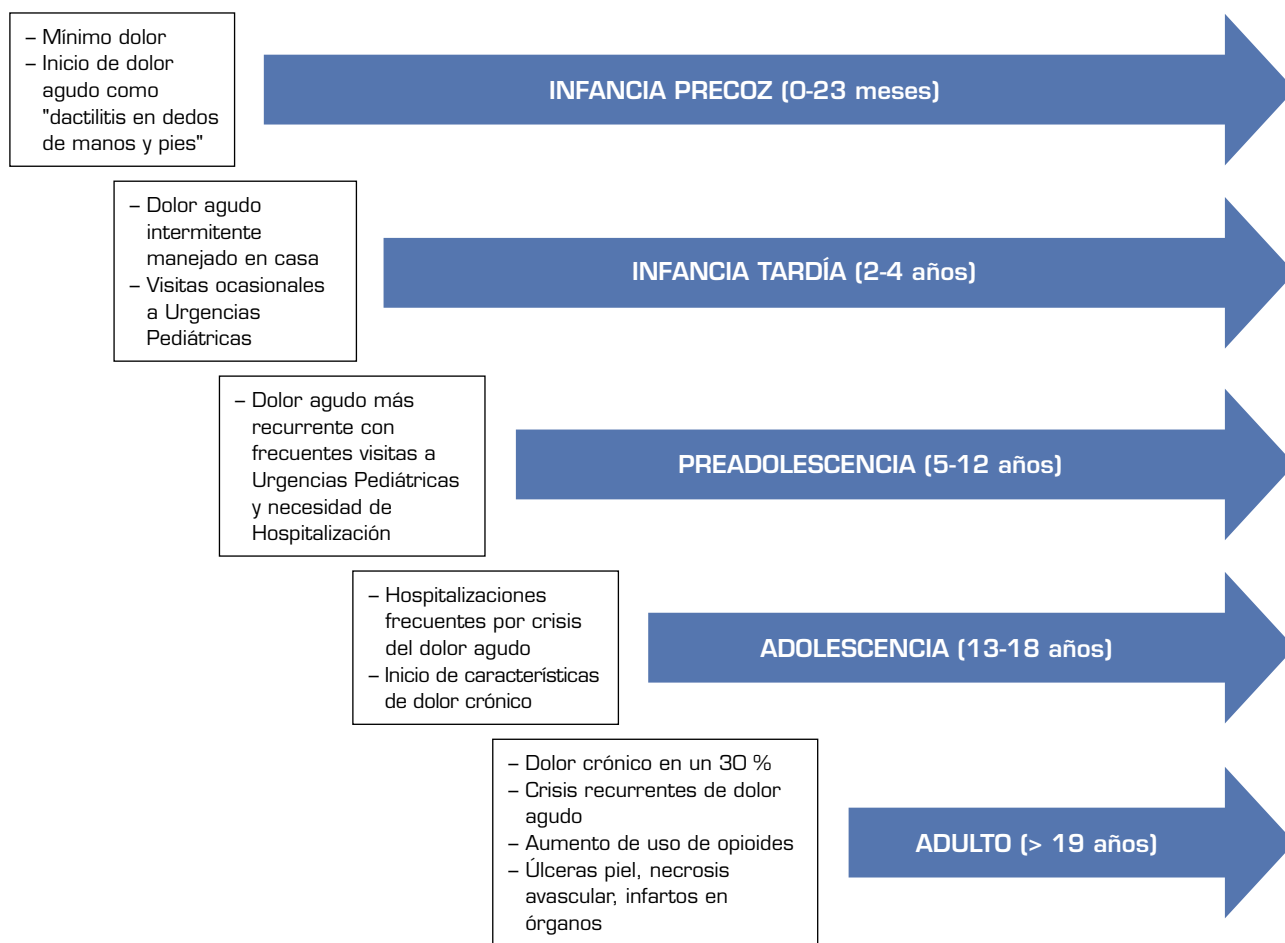 – Mínimo dolor
– Inicio de dolor
agudo como
"dactilitis en dedos
de manos y pies"
INFANCIA PRECOZ (0-23 meses)
– Dolor agudo
intermitente
manejado en casa
– Visitas ocasionales
a Urgencias
Pediátricas
INFANCIA TARDÍA (2-4 años)
– Dolor agudo más
recurrente con
frecuentes visitas a
Urgencias Pediátricas
y necesidad de
Hospitalización
PREADOLESCENCIA (5-12 años)
– Hospitalizaciones
frecuentes por crisis
del dolor agudo
– Inicio de características
de dolor crónico
ADOLESCENCIA (13-18 años)
– Dolor crónico en un 30 %
– Crisis recurrentes de dolor
agudo
– Aumento de uso de opioides
– Úlceras piel, necrosis
avascular, infartos en
órganos
ADULTO (> 19 años)